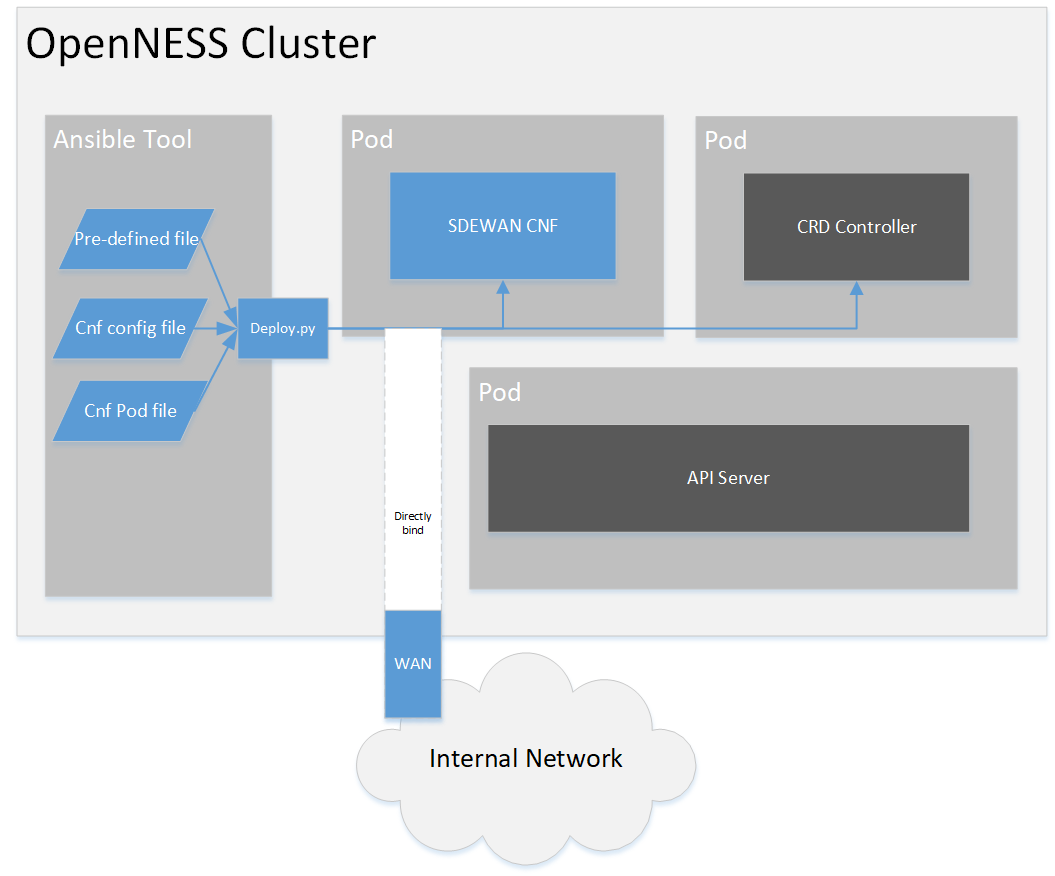 OpenNESS Cluster
Ansible Tool
Pre-defined file
Cnf config file
Cnf Pod file
Deploy.py
Pod
SDEWAN CNF
Pod
CRD Controller
Pod
API Server
Directly
bind
WAN
Internal Network